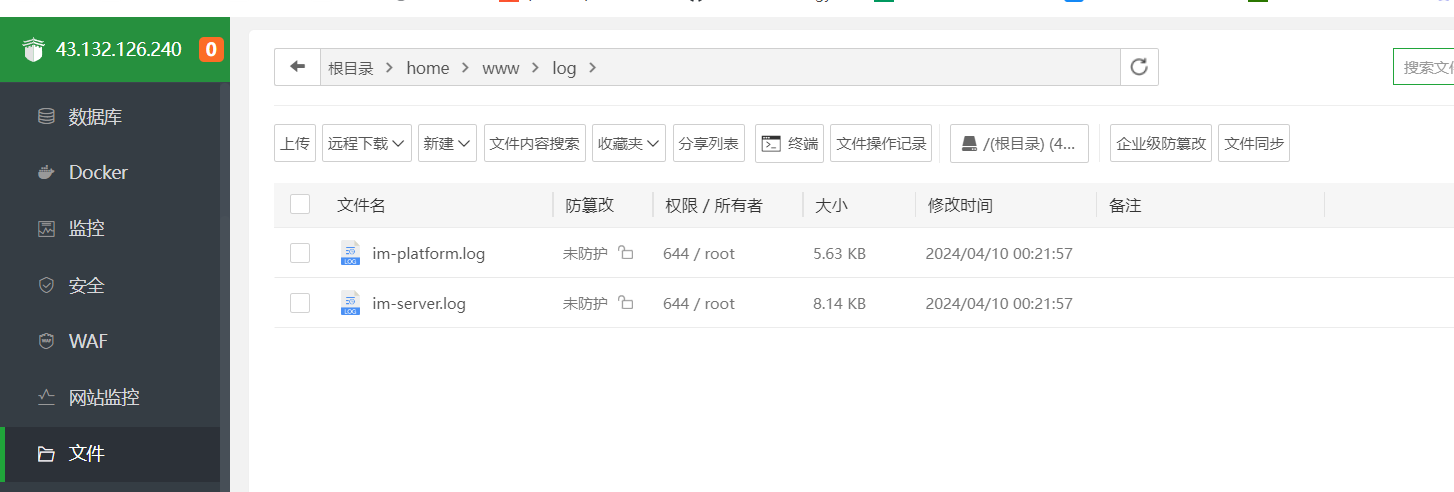 43.132.126.240 0
根目录 home www log
搜索文件
数据库
Docker
监控
安全
WAF
网站监控
文件
上传 远程下载 新建 文件内容搜索 收藏夹 分享列表 终端 文件操作记录 /(根目录) (4... 企业级防篡改 文件同步
文件名 防篡改 权限 / 所有者 大小 修改时间 备注
im-platform.log 未防护 644 / root 5.63 KB 2024/04/10 00:21:57
im-server.log 未防护 644 / root 8.14 KB 2024/04/10 00:21:57
LOG
LOG